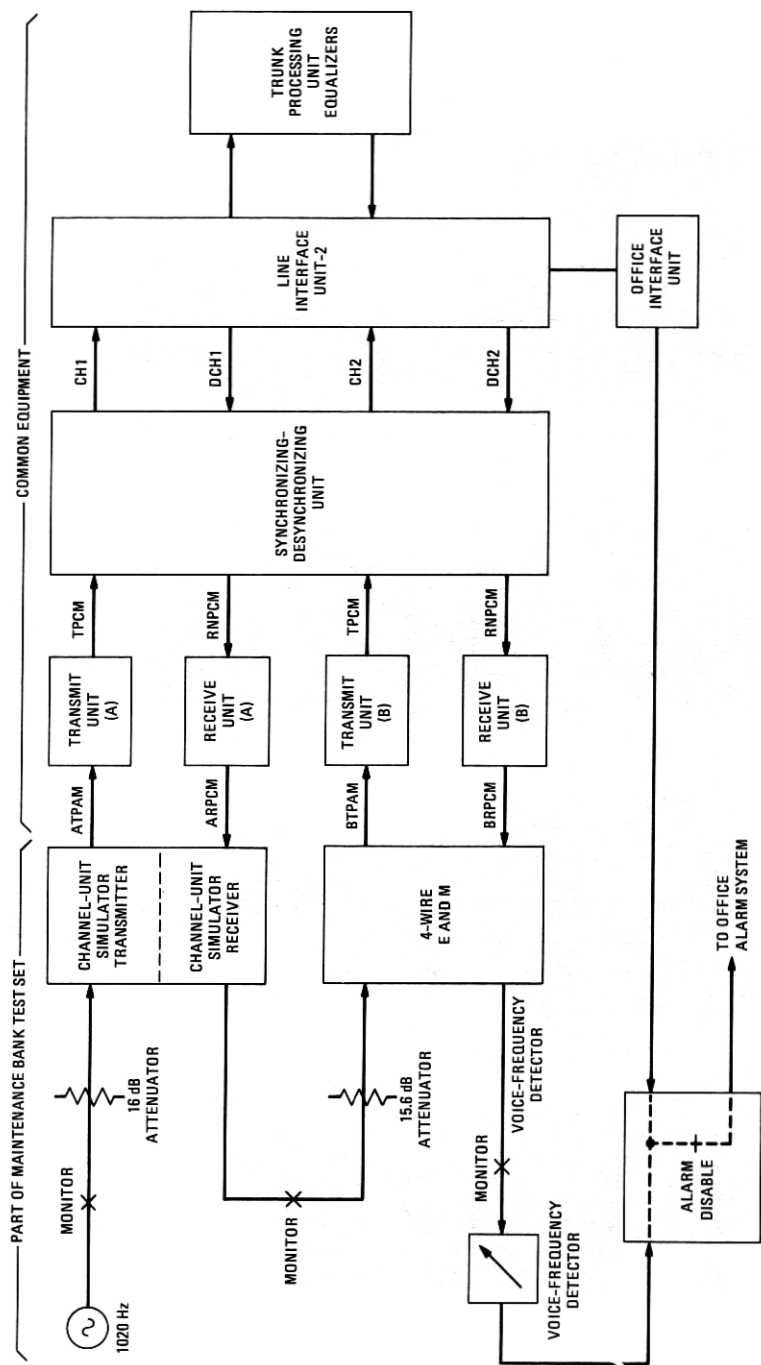 PART OF MAINTENANCE BANK TEST SET
COMMON EQUIPMENT
1020 Hz
MONITOR
16 dB
ATTENUATOR
CHANNEL-UNIT
SIMULATOR
TRANSMITTER
CHANNEL-UNIT
SIMULATOR
RECEIVER
ATPAM
TRANSMIT
UNIT
(A)
TPCM
ARPCM
RECEIVE
UNIT
(A)
RNPCM
MONITOR
15.6 dB
ATTENUATOR
4-WIRE
E AND M
BTPAM
TRANSMIT
UNIT
(B)
TPCM
BRPCM
RECEIVE
UNIT
(B)
RNPCM
SYNCHRONIZING-
DESYNCHRONIZING
UNIT
CH1
DCH1
CH2
DCH2
LINE
INTERFACE
UNIT-2
TRUNK
PROCESSING
UNIT
EQUALIZERS
VOICE-FREQUENCY
DETECTOR
MONITOR
VOICE-FREQUENCY
DETECTOR
OFFICE
INTERFACE
UNIT
ALARM
DISABLE
TO OFFICE
ALARM SYSTEM